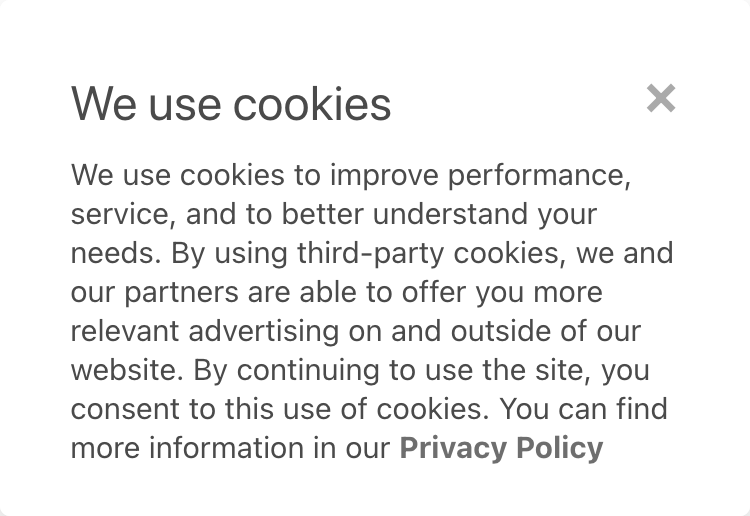 We use cookies
We use cookies to improve performance,
service, and to better understand your
needs. By using third-party cookies, we and
our partners are able to offer you more
relevant advertising on and outside of our
website. By continuing to use the site, you
consent to this use of cookies. You can find
more information in our Privacy Policy